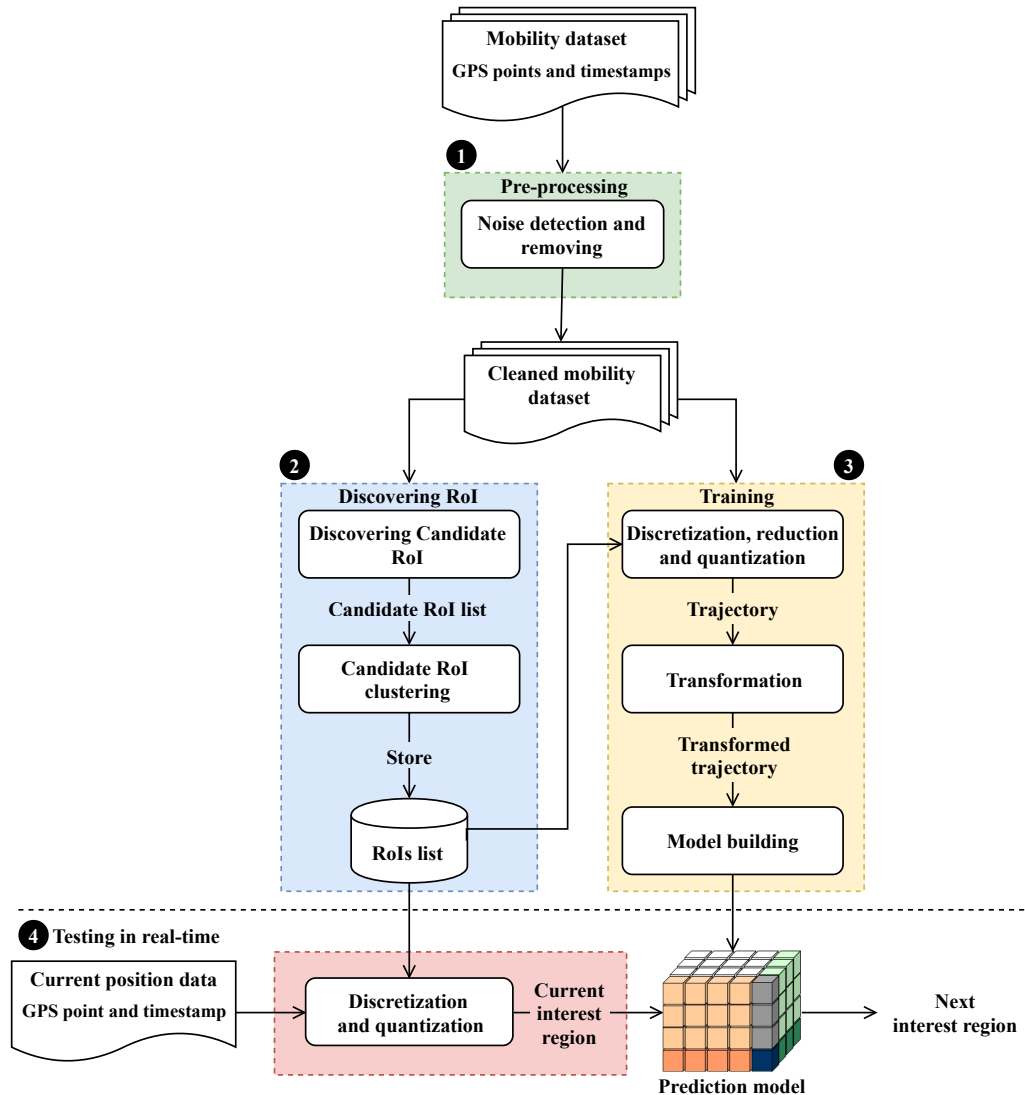 Mobility dataset
GPS points and timestamps
1
Pre-processing
Noise detection and
removing
Cleaned mobility
dataset
2
Discovering RoI
Discovering Candidate
RoI
Candidate RoI list
Candidate RoI
clustering
Store
RoIs list
3
Training
Discretization, reduction
and quantization
Trajectory
Transformation
Transformed
trajectory
Model building
4 Testing in real-time
Current position data
GPS point and timestamp
Discretization
and quantization
Current
interest
region
Prediction model
Next
interest region